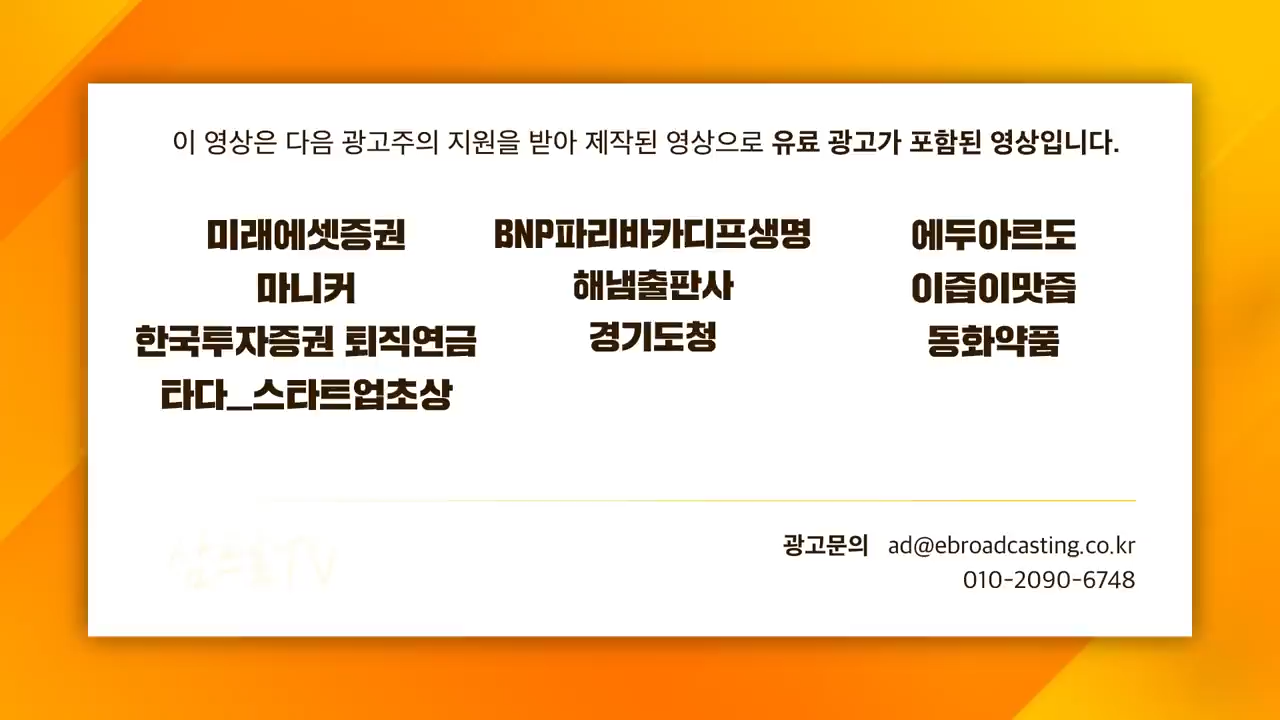 이 영상은 다음 광고주의 지원을 받아 제작된 영상으로 유료 광고가 포함된 영상입니다.
미래에셋증권
마니커
한국투자증권 퇴직연금
타다_스타트업초상
BNP파리바카디프생명
해냄출판사
경기도청
에두아르도
이즙이맛즙
동화약품
광고문의 ad@ebroadcasting.co.kr
010-2090-6748
삼프로TV